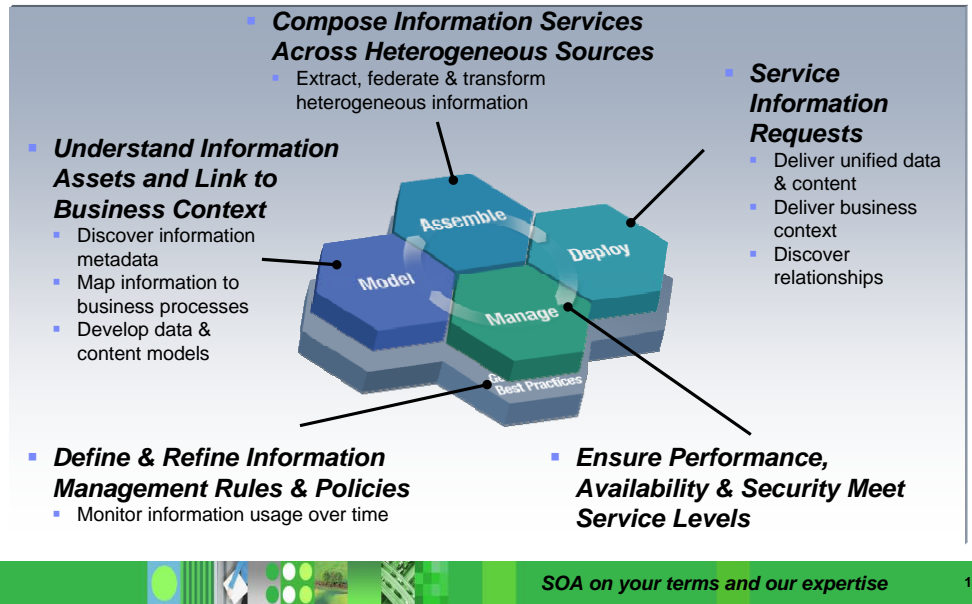 Compose Information Services
Across Heterogeneous Sources
Extract, federate & transform
heterogeneous information
Service
Information
Requests
Deliver unified data
& content
Deliver business
context
Discover
relationships
Understand Information
Assets and Link to
Business Context
Discover information
metadata
Map information to
business processes
Develop data &
content models
Assemble
Deploy
Model
Manage
Best Practices
Define & Refine Information
Management Rules & Policies
Monitor information usage over time
Ensure Performance,
Availability & Security Meet
Service Levels
SOA on your terms and our expertise
1